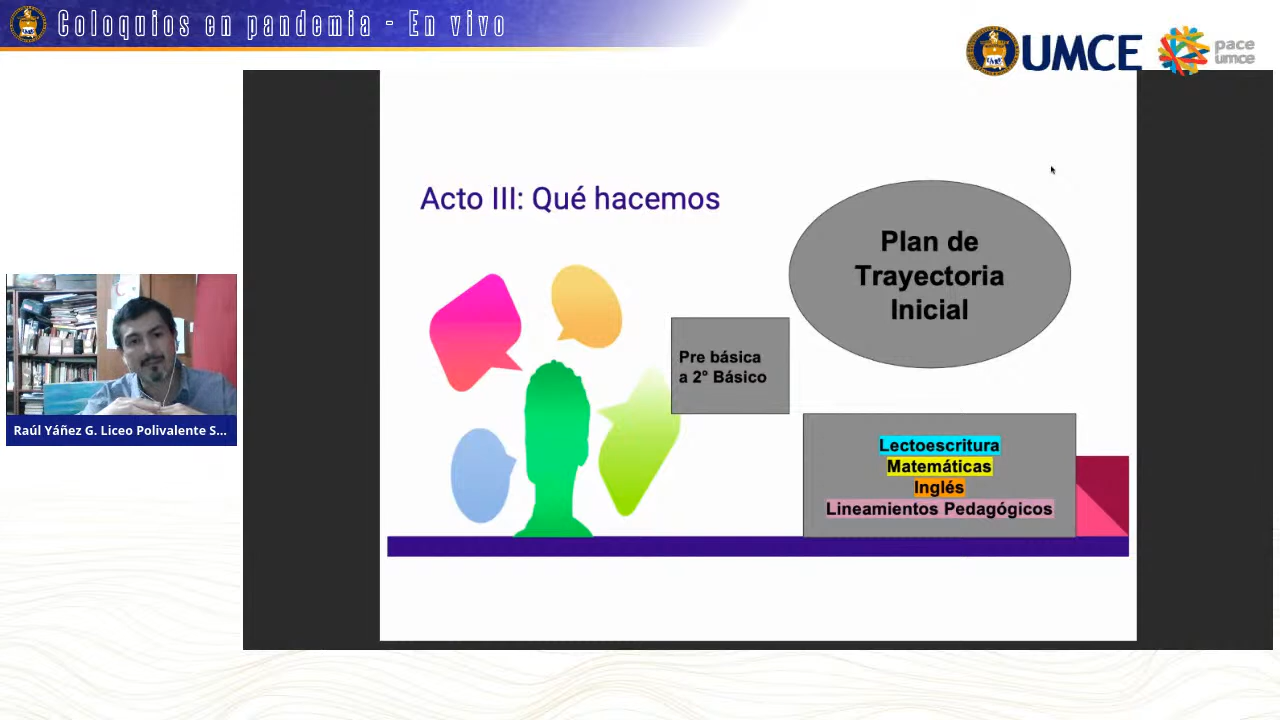 Coloquios en pandemia - En vivo
UMCE
pace
umce
Acto III: Qué hacemos
Plan de
Trayectoria
Inicial
Pre básica
a 2° Básico
Lectoescritura
Matemáticas
Inglés
Lineamientos Pedagógicos
Raúl Yáñez G. Liceo Polivalente S...